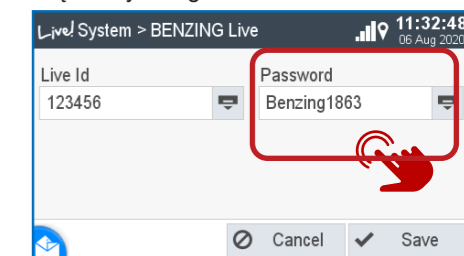 Live! System > BENZING Live
11:32:48
06 Aug 2020
Live Id
Password
123456
Benzing1863
Cancel
Save